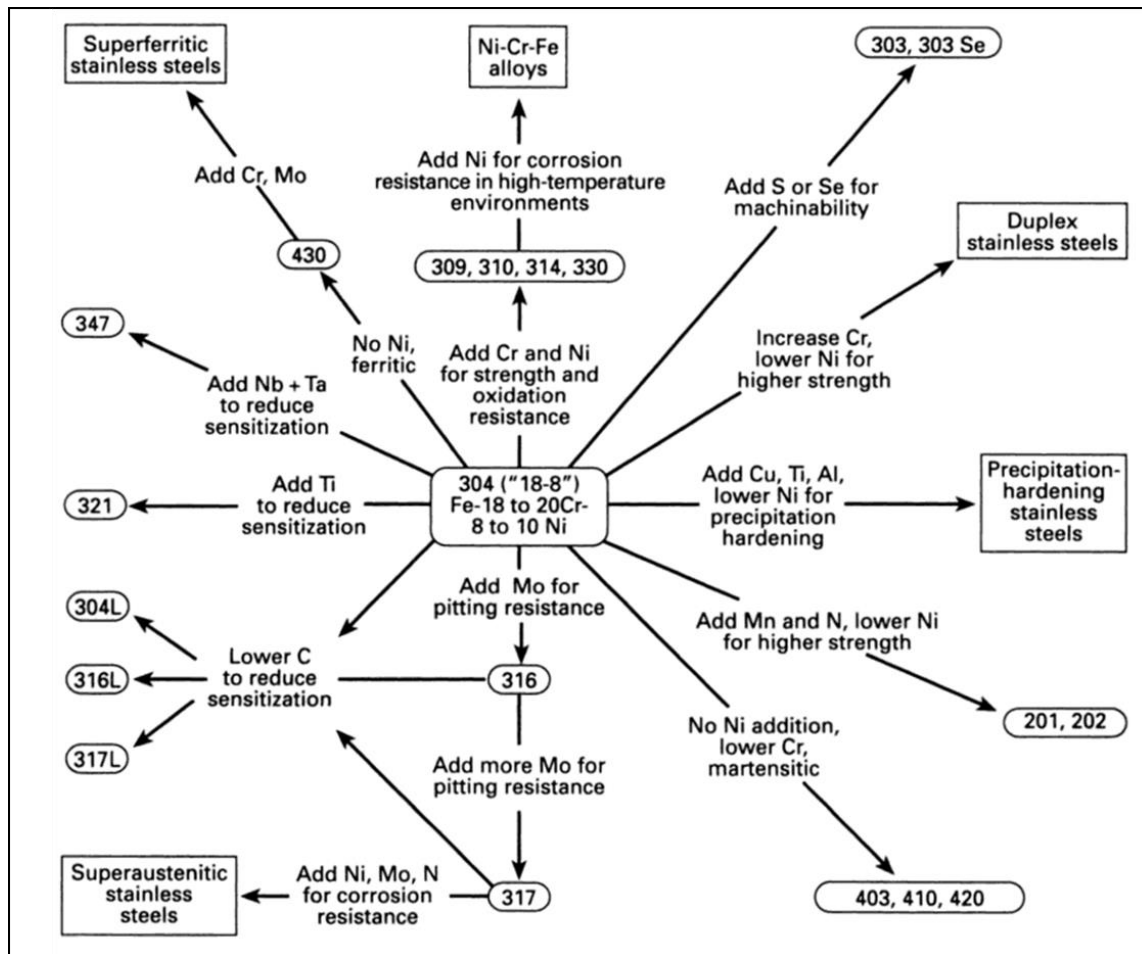 Superferritic
stainless steels
Ni-Cr-Fe
alloys
303, 303 Se
Add Cr, Mo
Add Ni for corrosion
resistance in high-temperature
environments
Add S or Se for
machinability
Duplex
stainless steels
430
309, 310, 314, 330
347
No Ni,
ferritic
Add Cr and Ni
for strength and
oxidation
resistance
Increase Cr,
lower Ni for
higher strength
Add Nb + Ta
to reduce
sensitization
321
Add Ti
to reduce
sensitization
304 ("18-8")
Fe-18 to 20Cr-
8 to 10 Ni
Add Cu, Ti, Al,
lower Ni for
precipitation
hardening
Precipitation-
hardening
stainless
steels
Add Mo for
pitting resistance
304L
316L
317L
Lower C
to reduce
sensitization
316
Add Mn and N, lower Ni
for higher strength
201, 202
No Ni addition,
lower Cr,
martensitic
Add more Mo for
pitting resistance
Superaustenitic
stainless
steels
Add Ni, Mo, N
for corrosion
resistance
317
403, 410, 420